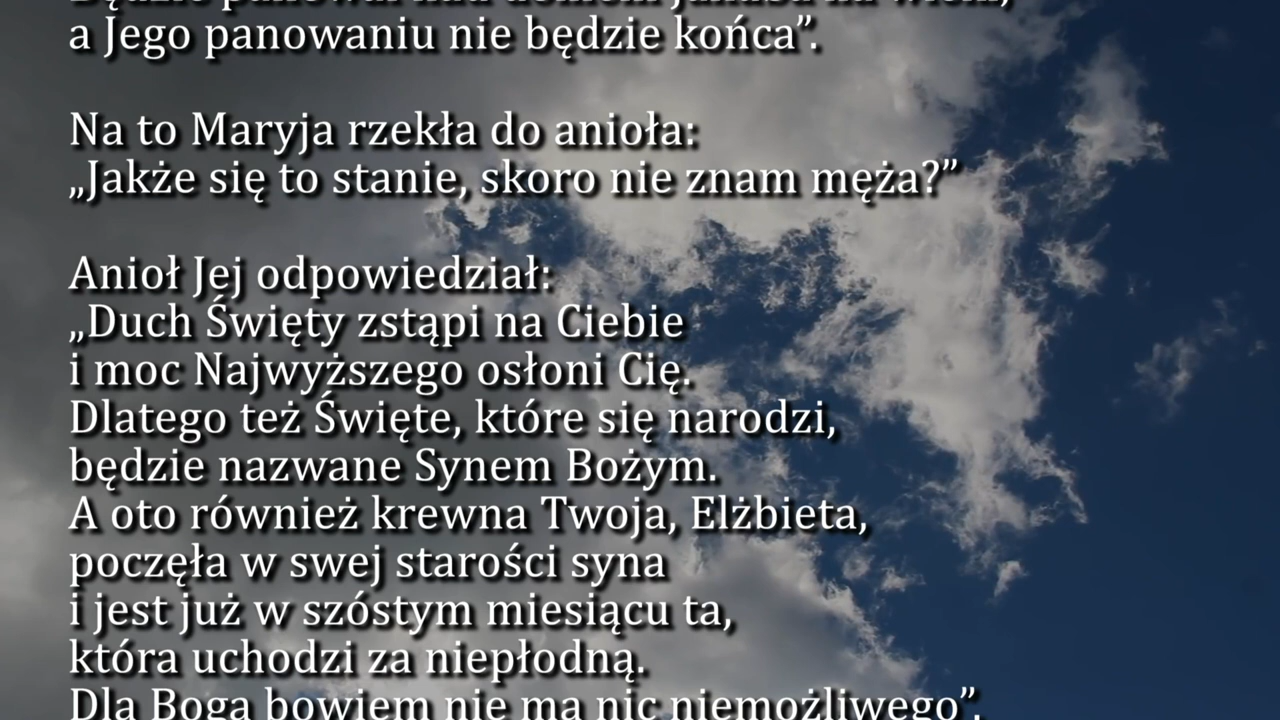 a Jego panowaniu nie będzie końca”.
Na to Maryja rzekła do anioła:
„Jakże się to stanie, skoro nie znam męża?”
Anioł Jej odpowiedział:
„Duch Święty zstąpi na Ciebie
i moc Najwyższego osłoni Cię.
Dlatego też Święte, które się narodzi,
będzie nazwane Synem Bożym.
A oto również krewna Twoja, Elżbieta,
poczęła w swej starości syna
i jest już w szóstym miesiącu ta,
która uchodzi za niepłodną.
Dla Boga bowiem nie ma nic niemożliwego”.